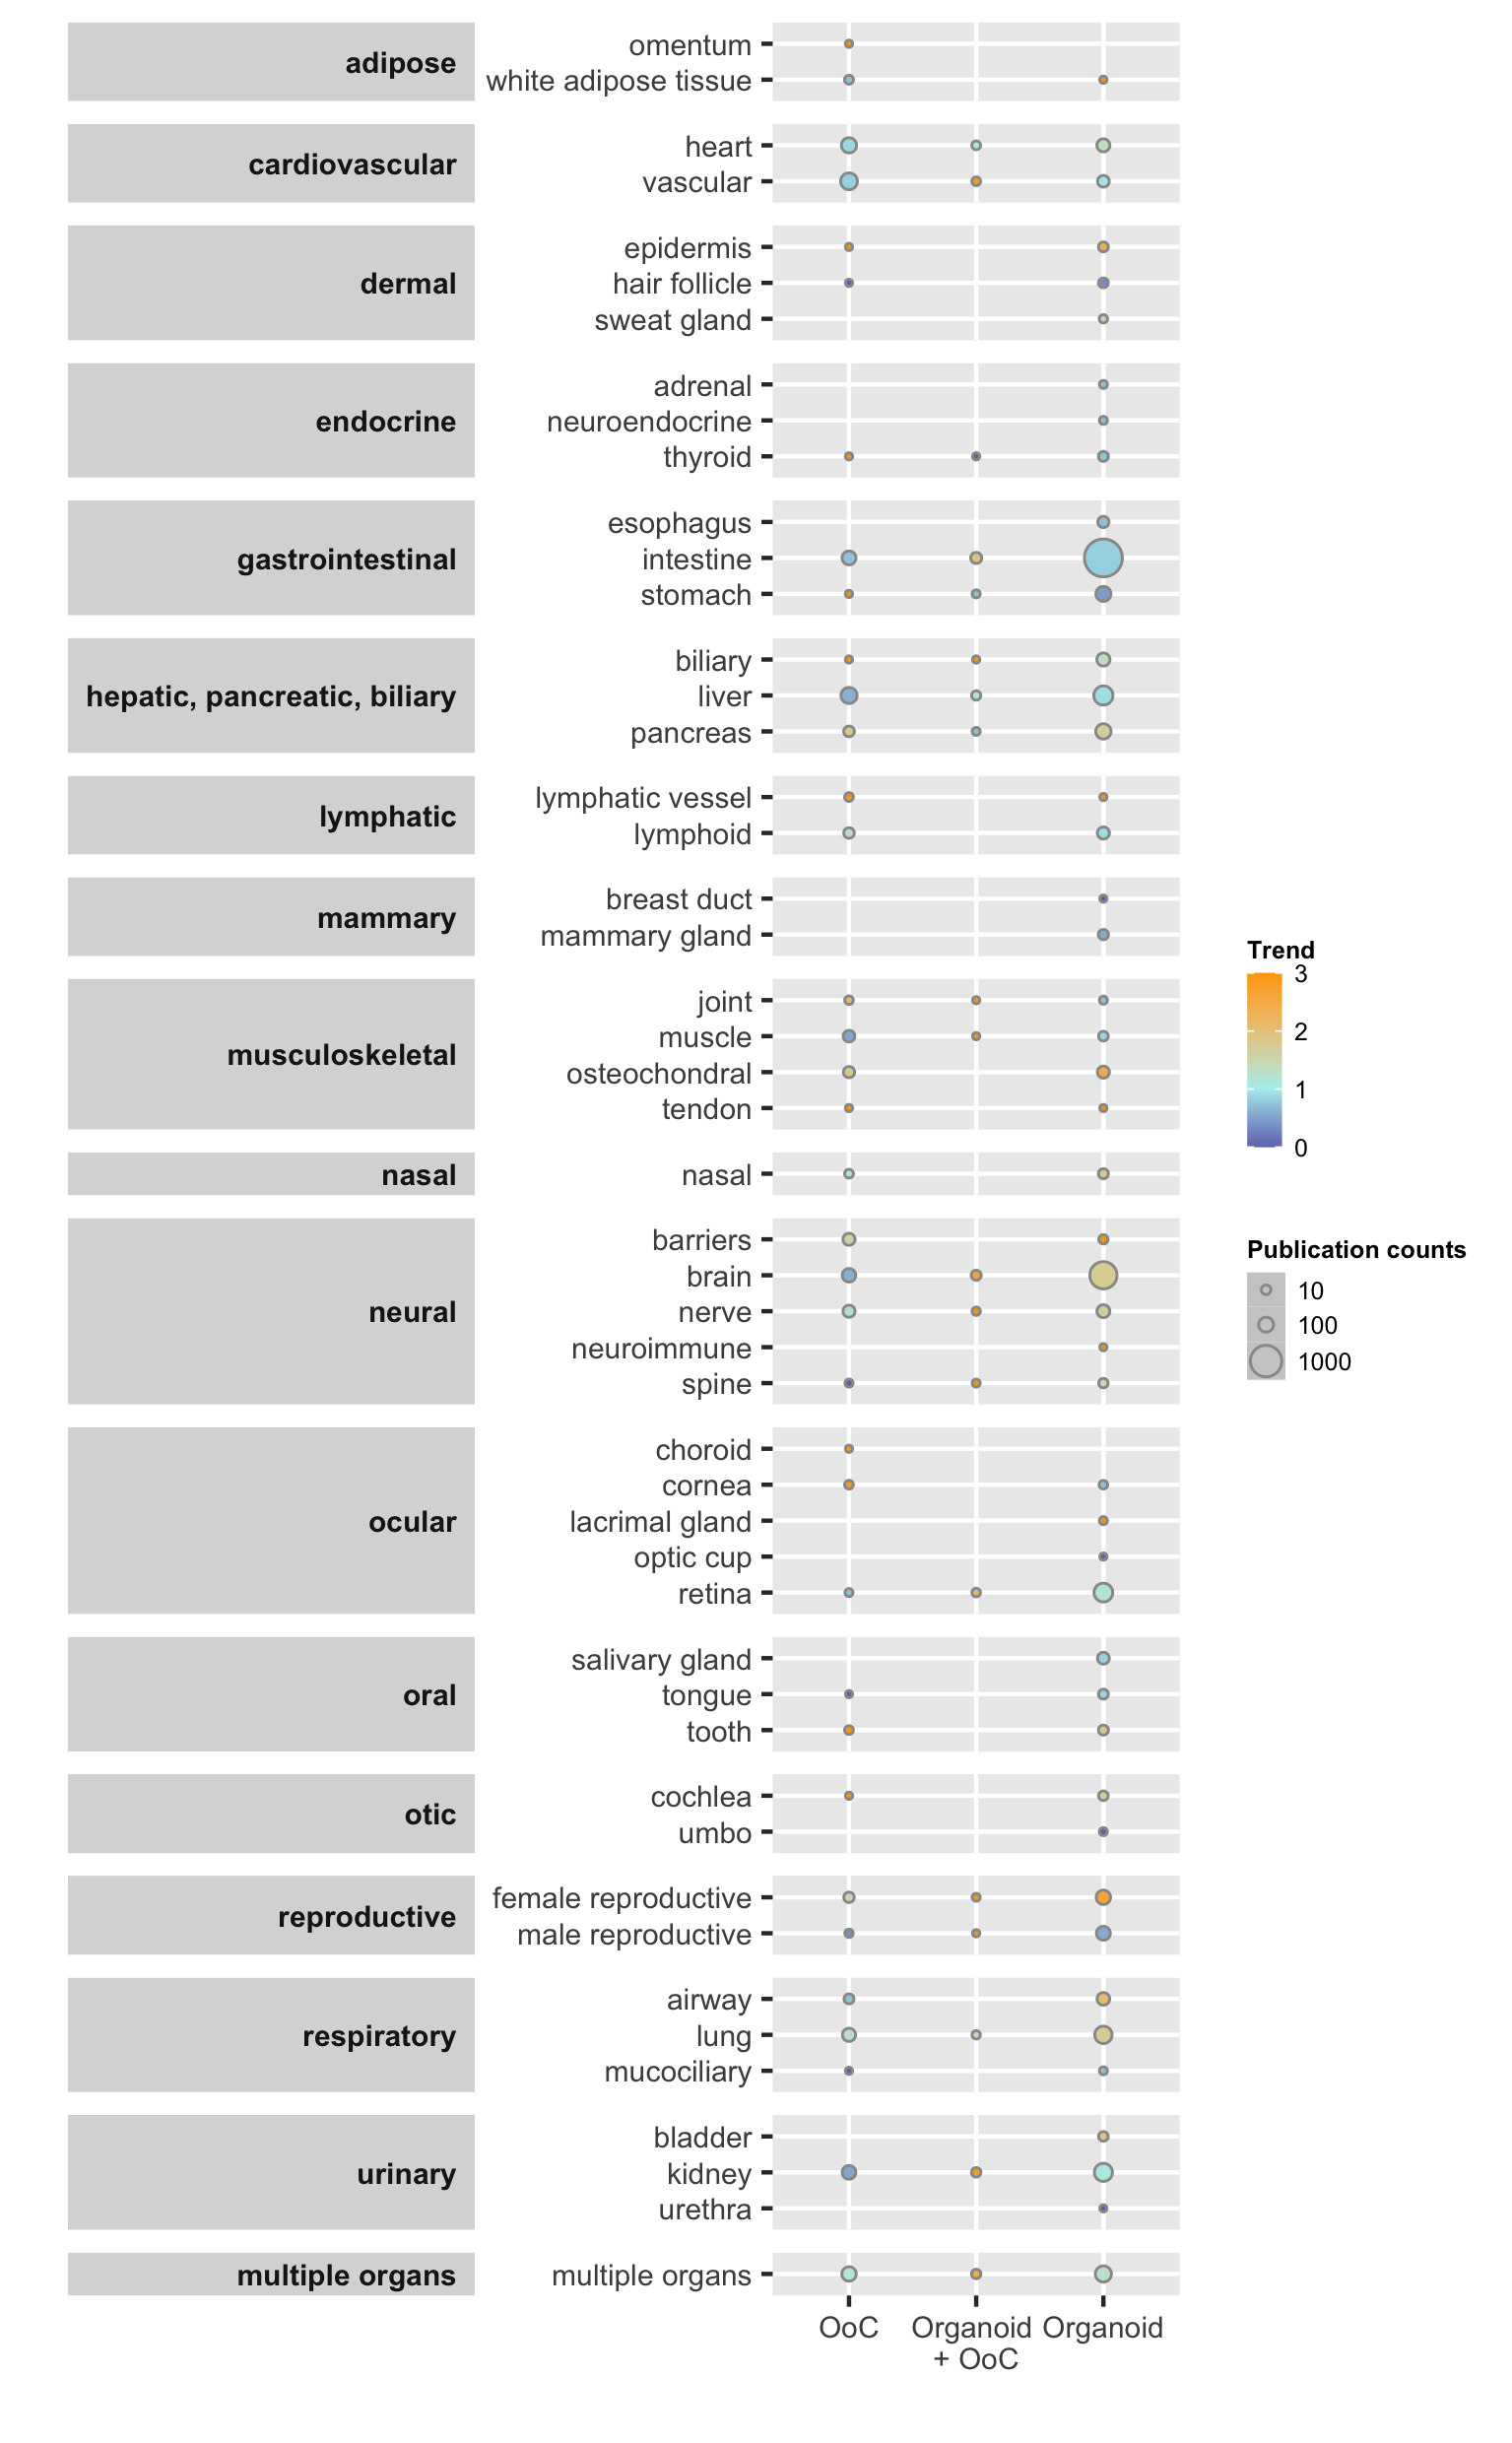 adipose
omentum
white adipose tissue
cardiovascular
heart
vascular
dermal
epidermis
hair follicle
sweat gland
endocrine
adrenal
neuroendocrine
thyroid
gastrointestinal
esophagus
intestine
stomach
hepatic, pancreatic, biliary
biliary
liver
pancreas
lymphatic
lymphatic vessel
lymphoid
mammary
breast duct
mammary gland
musculoskeletal
joint
muscle
osteochondral
tendon
nasal
nasal
neural
barriers
brain
nerve
neuroimmune
spine
ocular
choroid
cornea
lacrimal gland
optic cup
retina
oral
salivary gland
tongue
tooth
otic
cochlea
umbo
reproductive
female reproductive
male reproductive
respiratory
airway
lung
mucociliary
urinary
bladder
kidney
urethra
multiple organs
multiple organs
OoC
Organoid
+ OoC
Organoid
Trend
3
2
1
0
Publication counts
10
100
1000